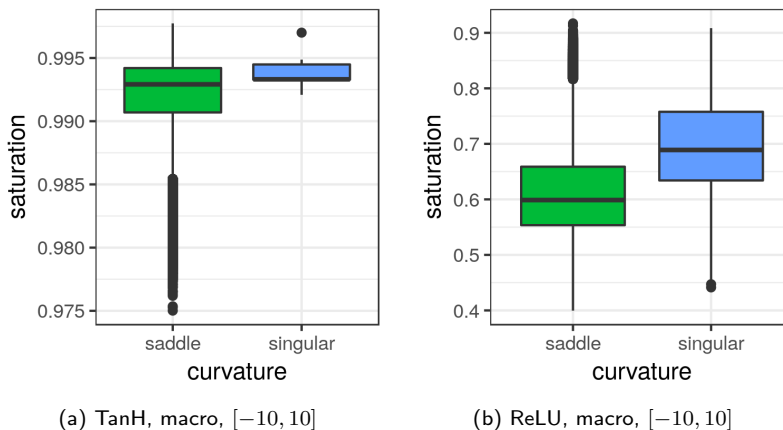 saturation
0.995
0.990
0.985
0.980
0.975
saddle singular
curvature
(a) TanH, macro, [−10, 10]
saturation
0.9
0.8
0.7
0.6
0.5
0.4
saddle singular
curvature
(b) ReLU, macro, [−10, 10]